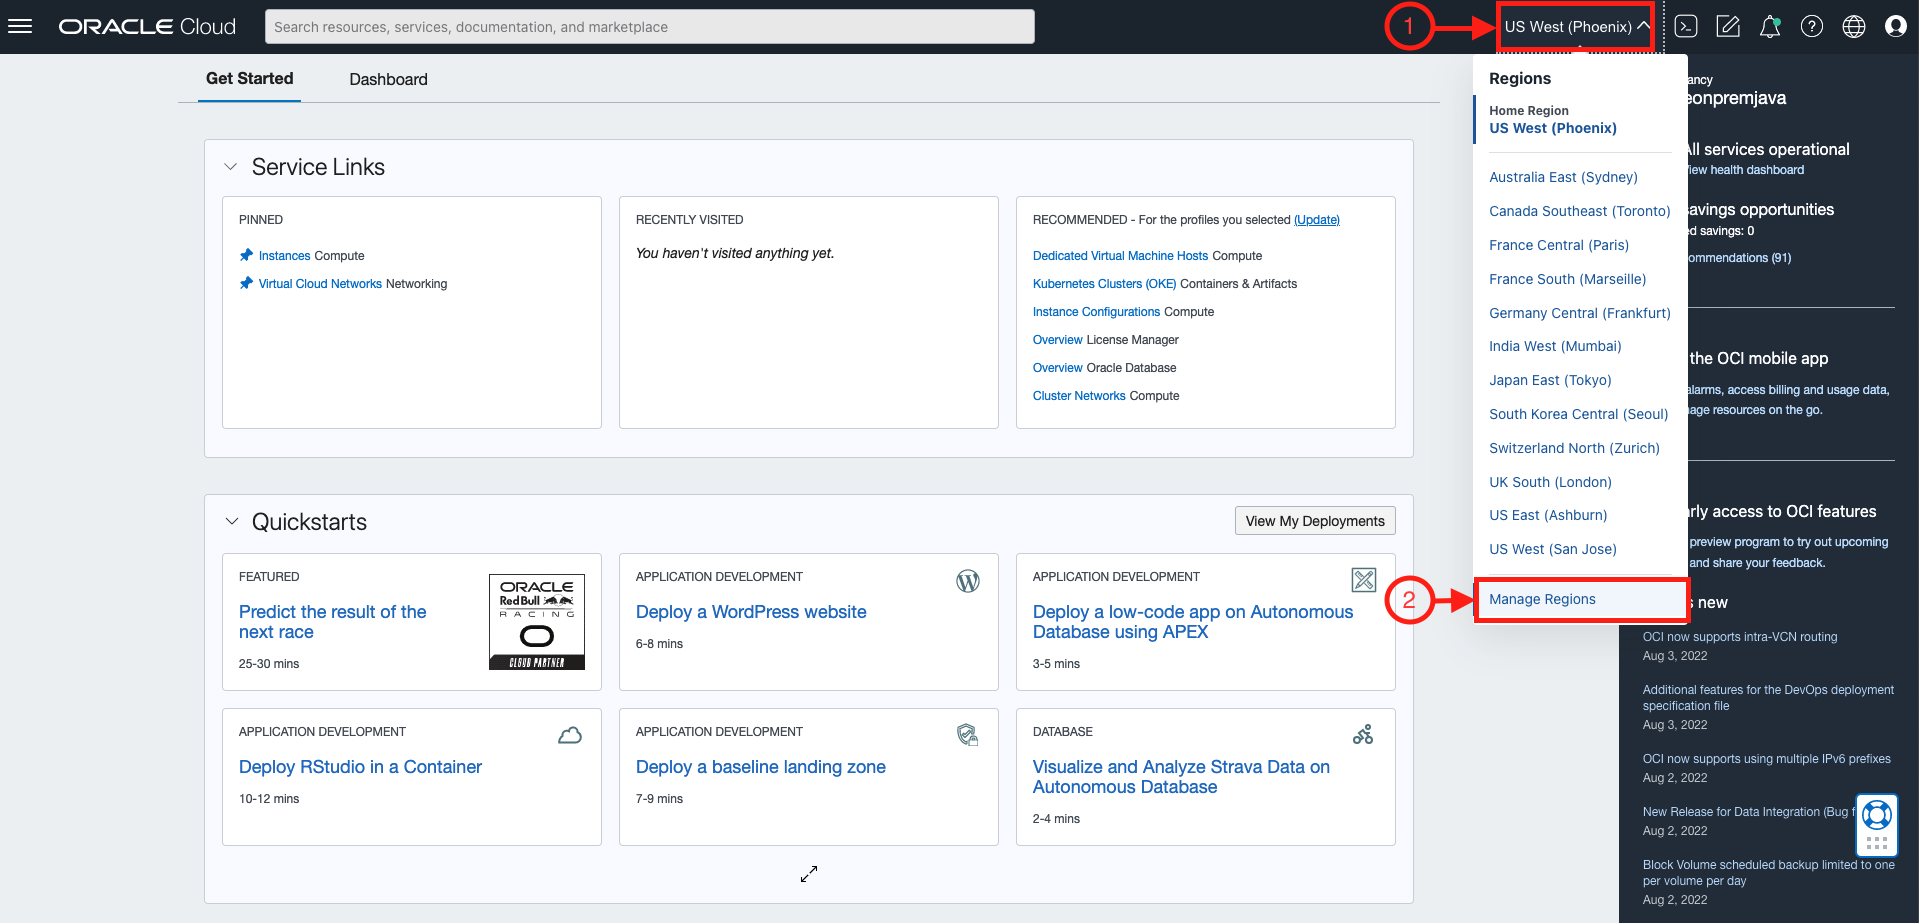 ORACLE Cloud
Search resources, services, documentation, and marketplace
1
US West (Phoenix)
Get Started
Dashboard
Service Links
PINNED
Instances Compute
Virtual Cloud Networks Networking
RECENTLY VISITED
You haven't visited anything yet.
RECOMMENDED - For the profiles you selected (Update)
Dedicated Virtual Machine Hosts Compute
Kubernetes Clusters (OKE) Containers & Artifacts
Instance Configurations Compute
Overview License Manager
Overview Oracle Database
Cluster Networks Compute
Quickstarts
View My Deployments
FEATURED
Predict the result of the
next race
25-30 mins
ORACLE
Red Bull
RACING
CLOUD PARTNER
APPLICATION DEVELOPMENT
Deploy a WordPress website
6-8 mins
APPLICATION DEVELOPMENT
Deploy a low-code app on Autonomous
Database using APEX
3-5 mins
APPLICATION DEVELOPMENT
Deploy RStudio in a Container
10-12 mins
APPLICATION DEVELOPMENT
Deploy a baseline landing zone
7-9 mins
DATABASE
Visualize and Analyze Strava Data on
Autonomous Database
2-4 mins
Regions
Home Region
US West (Phoenix)
Australia East (Sydney)
Canada Southeast (Toronto)
France Central (Paris)
France South (Marseille)
Germany Central (Frankfurt)
India West (Mumbai)
Japan East (Tokyo)
South Korea Central (Seoul)
Switzerland North (Zurich)
UK South (London)
US East (Ashburn)
US West (San Jose)
2
Manage Regions
ancy
eonpremjava
All services operational
iew health dashboard
savings opportunities
ed savings: 0
ommendations (91)
the OCI mobile app
alarms, access billing and usage data,
nage resources on the go.
arly access to OCI features
preview program to try out upcoming
and share your feedback.
s new
OCI now supports intra-VCN routing
Aug 3, 2022
Additional features for the DevOps deployment
specification file
Aug 3, 2022
OCI now supports using multiple IPv6 prefixes
Aug 2, 2022
New Release for Data Integration (Bug f
Aug 2, 2022
Block Volume scheduled backup limited to one
per volume per day
Aug 2, 2022